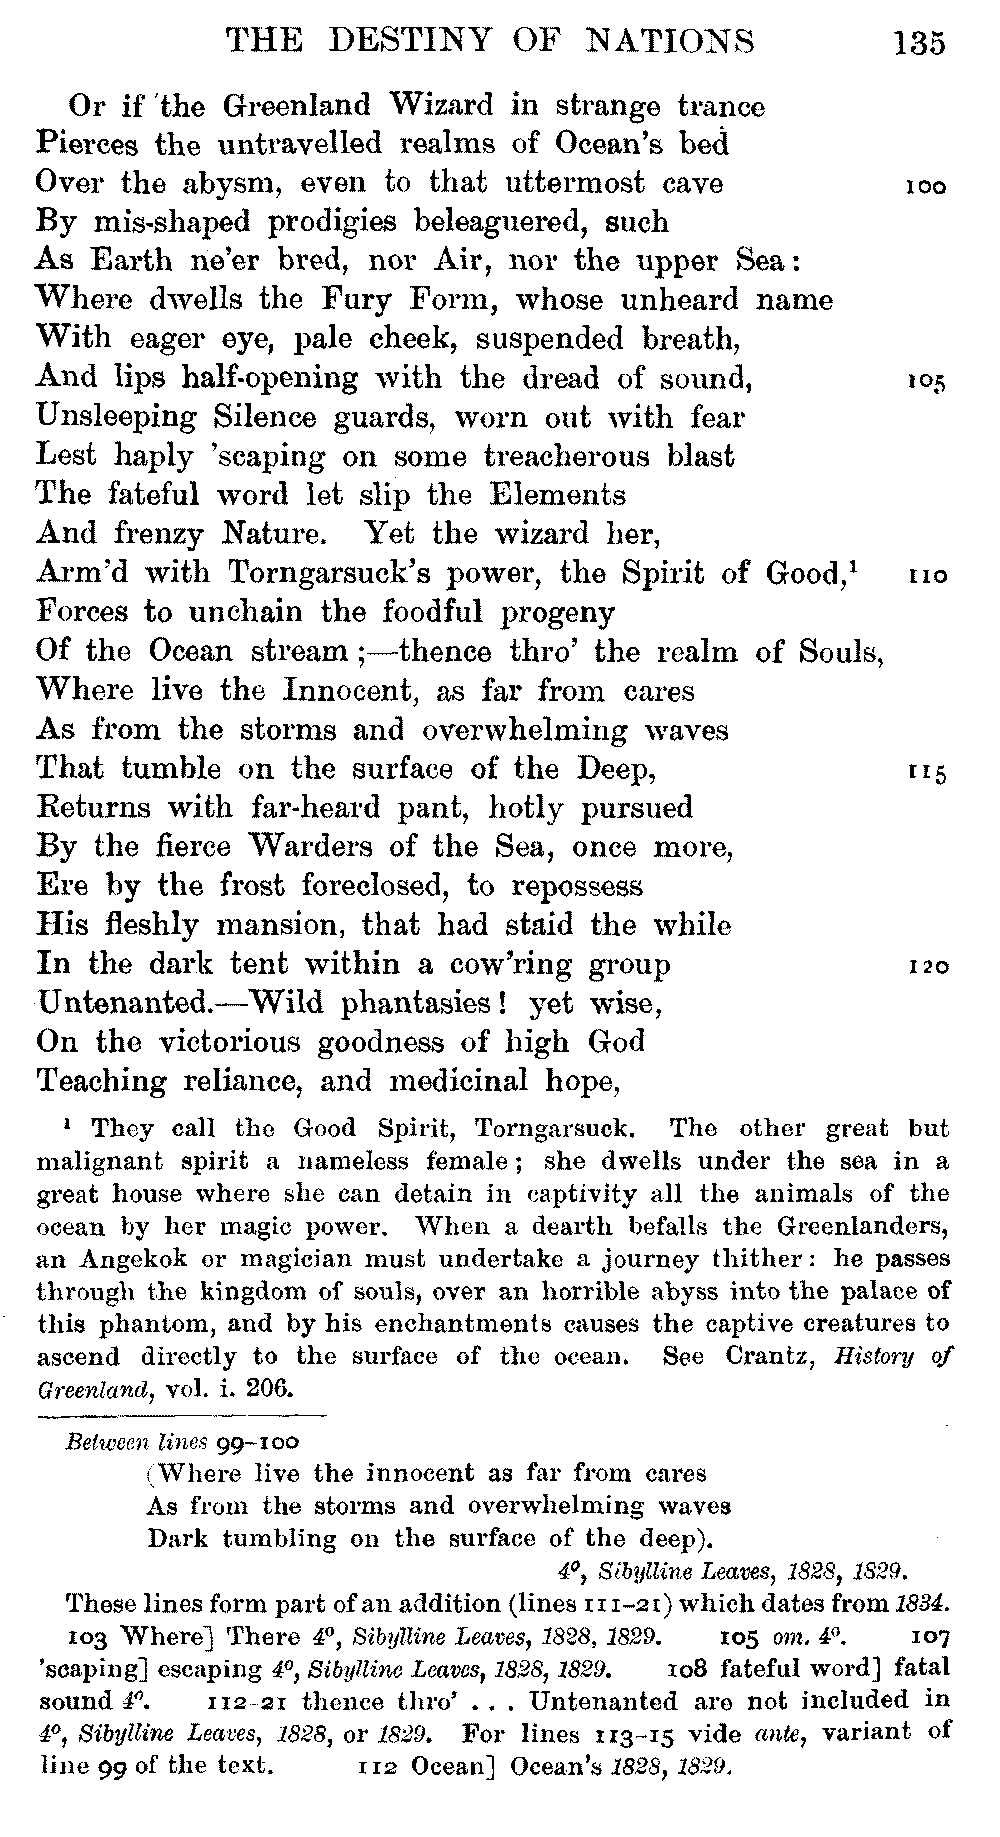 THE DESTINY OF NATIONS 135
Or if 'the Greenland Wizard in strange trance
Pierces the untravelled realms of Ocean's bed
Over the abysm, even to that uttermost cave 100
By mis-shaped prodigies beleaguered, such
As Earth ne'er bred, nor Air, nor the upper Sea:
Where dwells the Fury Form, whose unheard name
With eager eye, pale cheek, suspended breath,
And lips half-opening with the dread of sound, 105
Unsleeping Silence guards, worn out with fear
Lest haply 'scaping on some treacherous blast
The fateful word let slip the Elements
And frenzy Nature. Yet the wizard her,
Arm'd with Torngarsuck's power, the Spirit of Good,¹ 110
Forces to unchain the foodful progeny
Of the Ocean stream;—thence thro' the realm of Souls,
Where live the Innocent, as far from cares
As from the storms and overwhelming waves
That tumble on the surface of the Deep, 115
Returns with far-heard pant, hotly pursued
By the fierce Warders of the Sea, once more,
Ere by the frost foreclosed, to repossess
His fleshly mansion, that had staid the while
In the dark tent within a cow'ring group 120
Untenanted.—Wild phantasies! yet wise,
On the victorious goodness of high God
Teaching reliance, and medicinal hope,
¹ They call the Good Spirit, Torngarsuck. The other great but
malignant spirit a nameless female; she dwells under the sea in a
great house where she can detain in captivity all the animals of the
ocean by her magic power. When a dearth befalls the Greenlanders,
an Angekok or magician must undertake a journey thither: he passes
through the kingdom of souls, over an horrible abyss into the palace of
this phantom, and by his enchantments causes the captive creatures to
ascend directly to the surface of the ocean. See Crantz, History of
Greenland, vol. i. 206.
Between lines 99-100
(Where live the innocent as far from cares
As from the storms and overwhelming waves
Dark tumbling on the surface of the deep).
4º, Sibylline Leaves, 1828, 1829.
These lines form part of an addition (lines 111-21) which dates from 1834.
103 Where] There 4º, Sibylline Leaves, 1828, 1829. 105 om. 4º. 107
'scaping] escaping 4º, Sibylline Leaves, 1828, 1829. 108 fateful word] fatal
sound 4º. 112-21 thence thro' . . . Untenanted are not included in
4º, Sibylline Leaves, 1828, or 1829. For lines 113-15 vide ante, variant of
line 99 of the text. 112 Ocean] Ocean's 1828, 1829.